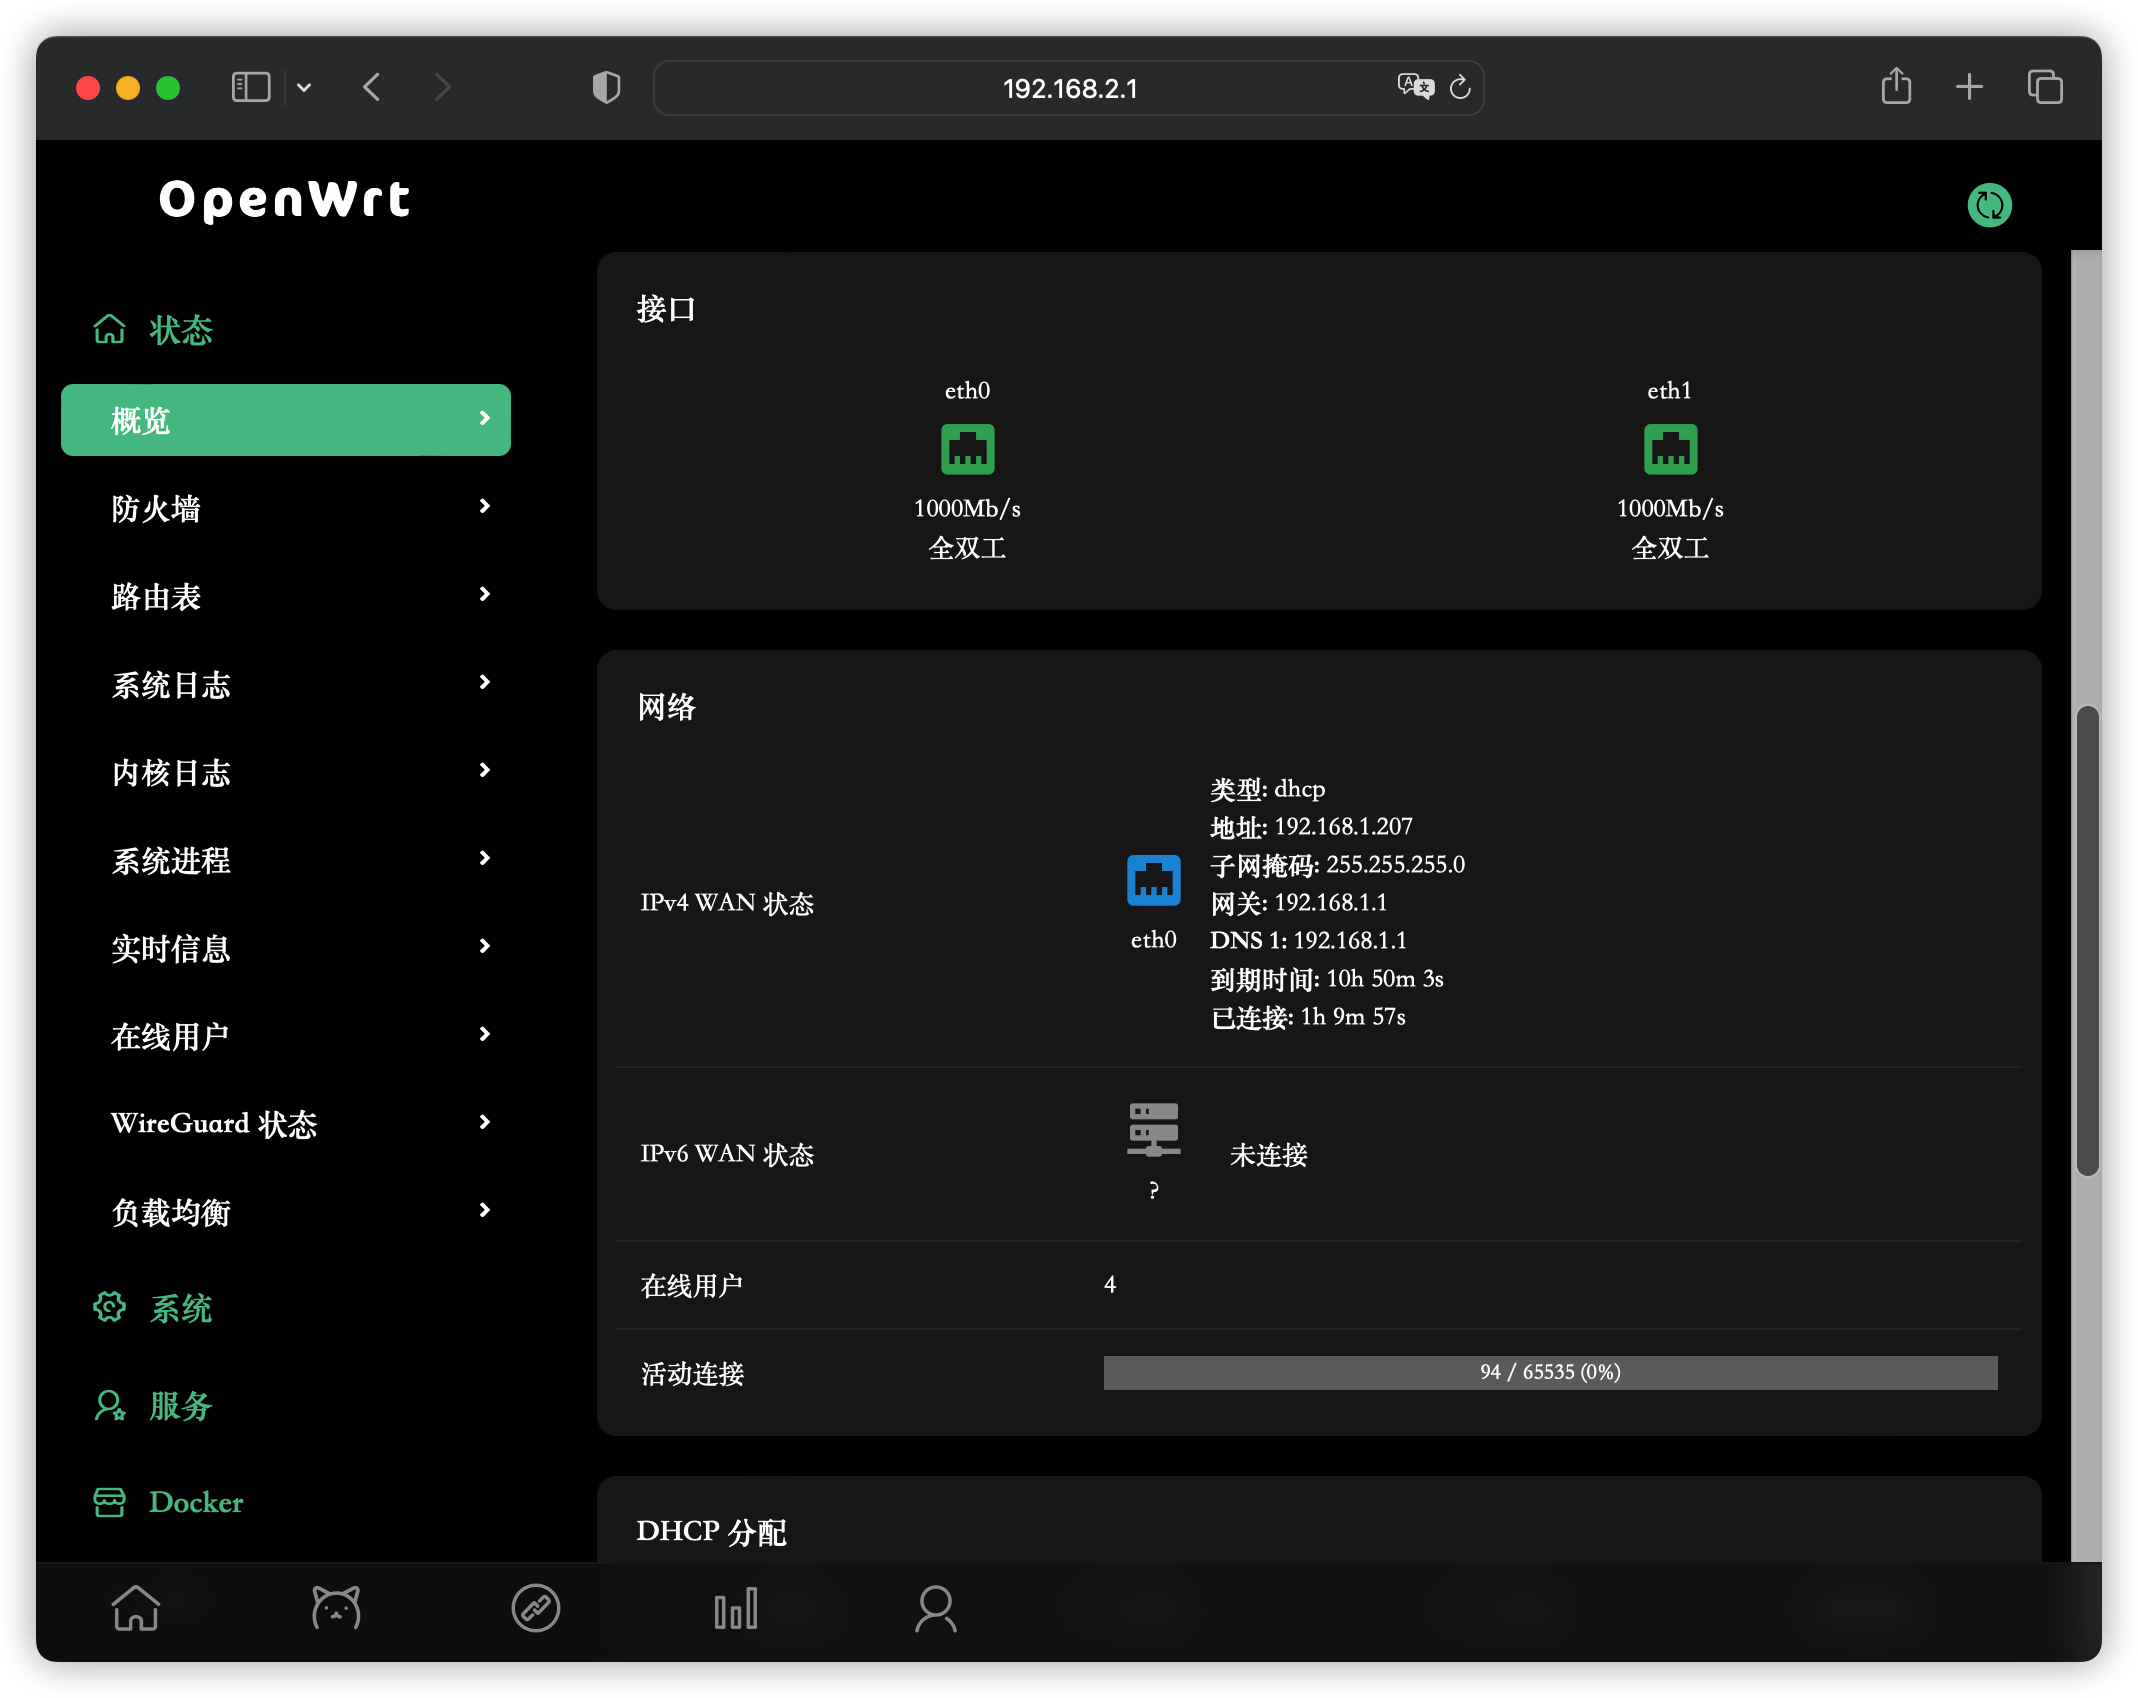 192.168.2.1
OpenWrt
状态
概览
防火墙
路由表
系统日志
内核日志
系统进程
实时信息
在线用户
WireGuard 状态
负载均衡
系统
服务
Docker
接口
eth0
1000Mb/s
全双工
eth1
1000Mb/s
全双工
网络
IPv4 WAN 状态
eth0
类型: dhcp
地址: 192.168.1.207
子网掩码: 255.255.255.0
网关: 192.168.1.1
DNS 1: 192.168.1.1
到期时间: 10h 50m 3s
已连接: 1h 9m 57s
IPv6 WAN 状态
?
未连接
在线用户
4
活动连接
94 / 65535 (0%)
DHCP 分配